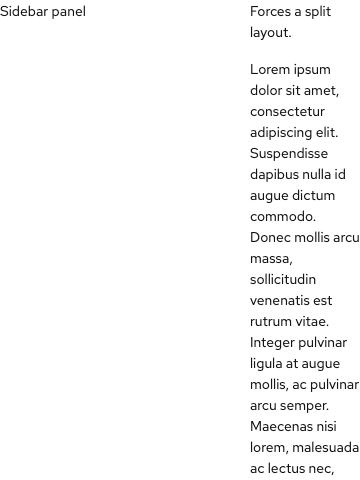 Sidebar panel
Forces a split
layout.
Lorem ipsum
dolor sit amet,
consectetur
adipiscing elit.
Suspendisse
dapibus nulla id
augue dictum
commodo.
Donec mollis arcu
massa,
sollicitudin
venenatis est
rutrum vitae.
Integer pulvinar
ligula at augue
mollis, ac pulvinar
arcu semper.
Maecenas nisi
lorem, malesuada
ac lectus nec,